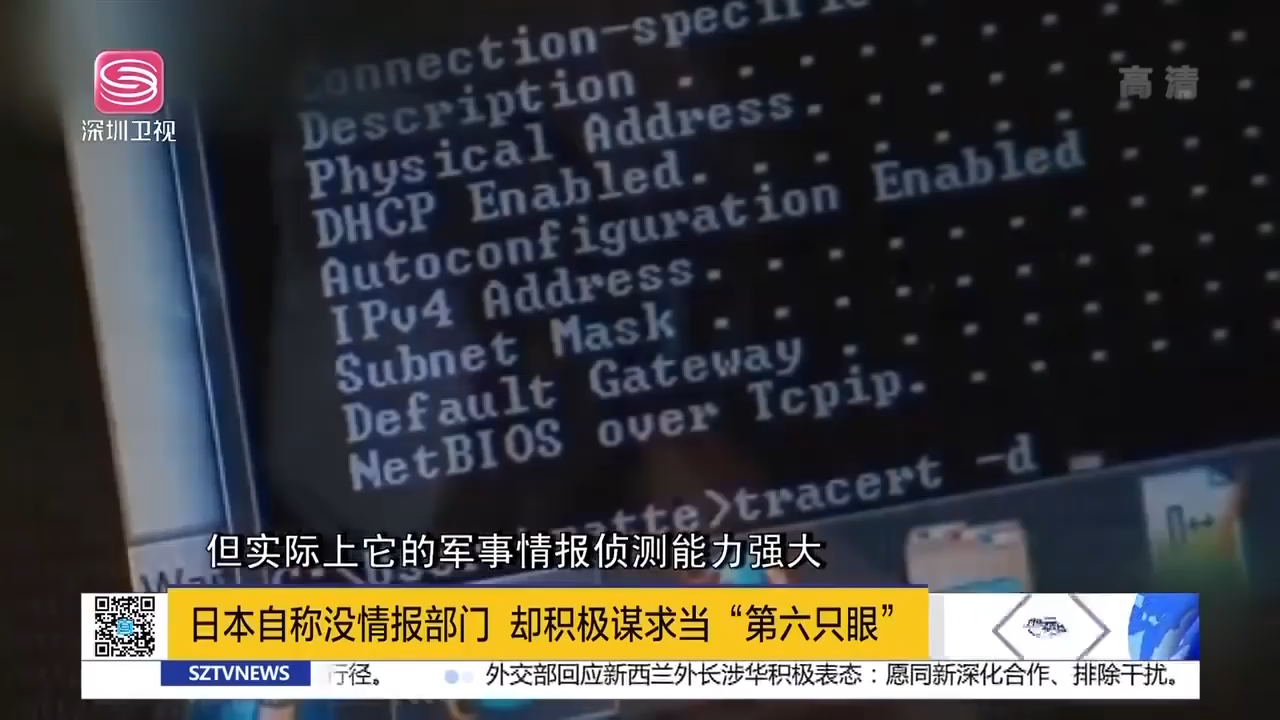 深圳卫视
高清
Connection-specific
Description
Physical Address
DHCP Enabled
Autoconfiguration Enabled
IPv4 Address
Subnet Mask
Default Gateway
NetBIOS over Tcpip
>tracert -d _
但实际上它的军事情报侦测能力强大
日本自称没情报部门 却积极谋求当“第六只眼”
SZTVNEWS 行径。 外交部回应新西兰外长涉华积极表态：愿同新深化合作、排除干扰。